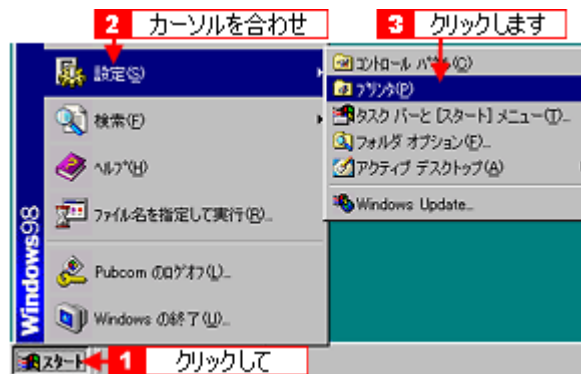 2 カーソルを合わせ
3 クリックします
設定(S)
検索(F)
ヘルプ(H)
ファイル名を指定して実行(R)...
Pubcom のログオフ(L)...
Windows の終了(U)...
Windows98
コントロール パネル(C)
プリンタ(P)
タスク バーと [スタート] メニュー(T)...
フォルダ オプション(F)...
アクティブ デスクトップ(A)
Windows Update...
スタート
1 クリックして